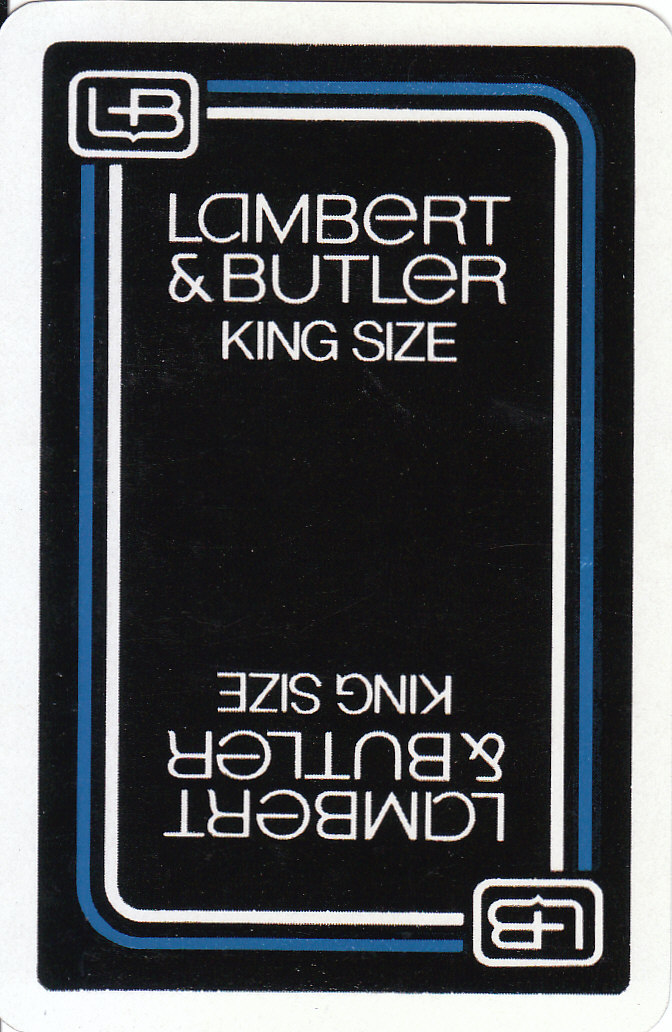 LB
LAMBERT
& BUTLER
KING SIZE
KING SIZE
& BUTLER
LAMBERT
LB